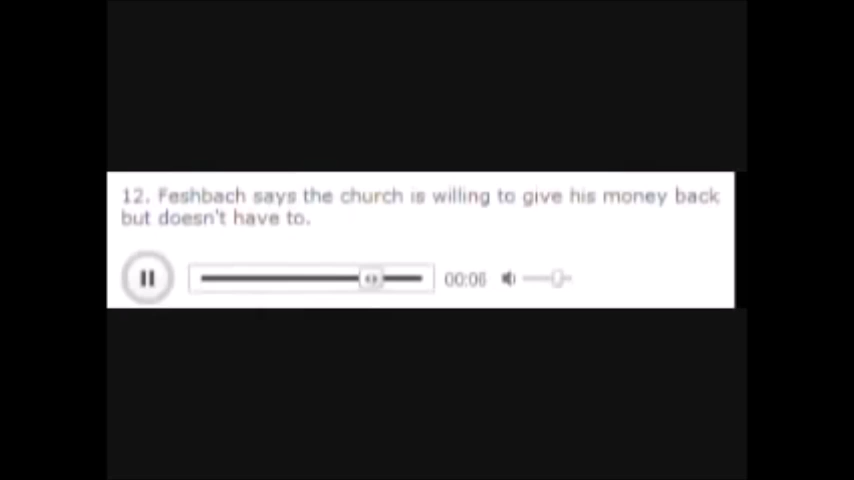 12. Feshbach says the church is willing to give his money back
but doesn't have to.
00:06